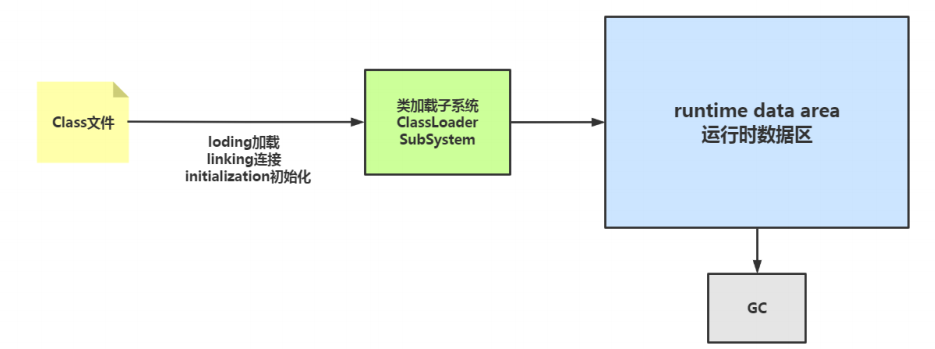 Class文件
loding加载
linking连接
initialization初始化
类加载子系统
ClassLoader
SubSystem
runtime data area
运行时数据区
GC